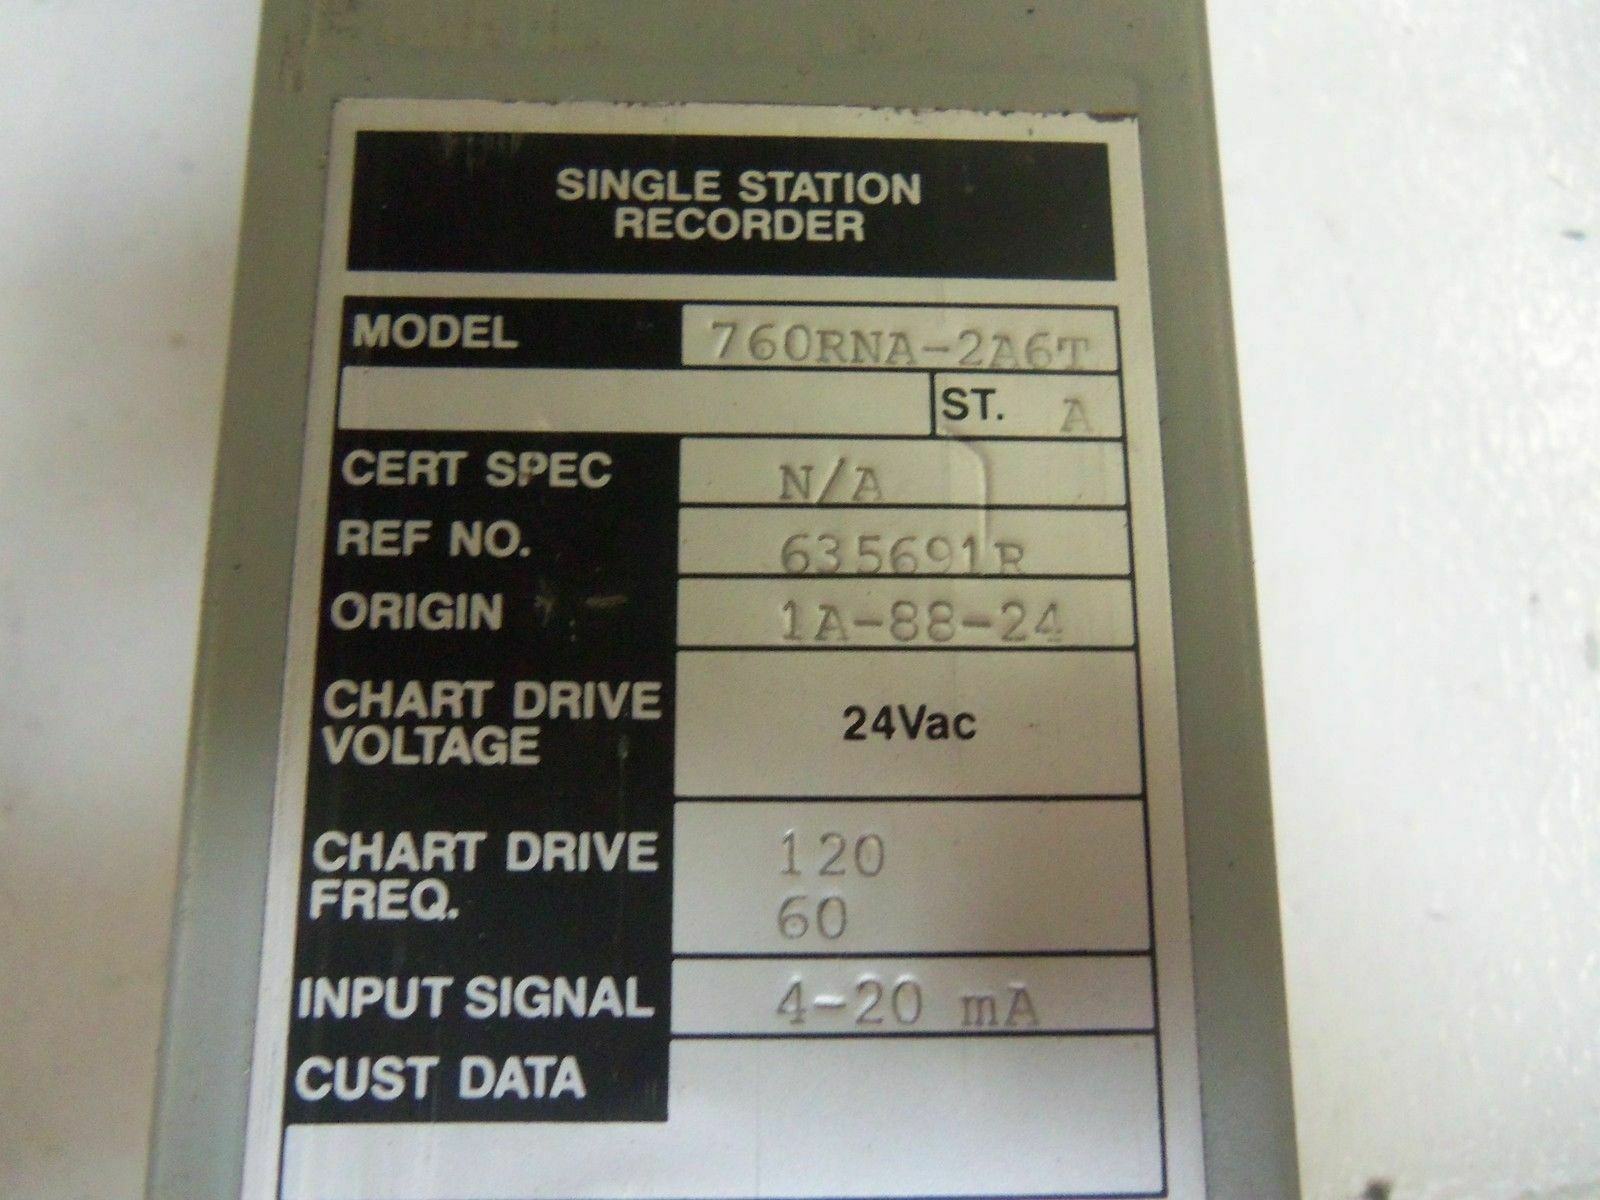 SINGLE STATION
RECORDER
MODEL 760RNA-2A6T
ST. A
CERT SPEC N/A
REF NO. 635691R
ORIGIN 1A-88-24
CHART DRIVE
VOLTAGE
24Vac
CHART DRIVE
FREQ.
120
60
INPUT SIGNAL 4-20 mA
CUST DATA